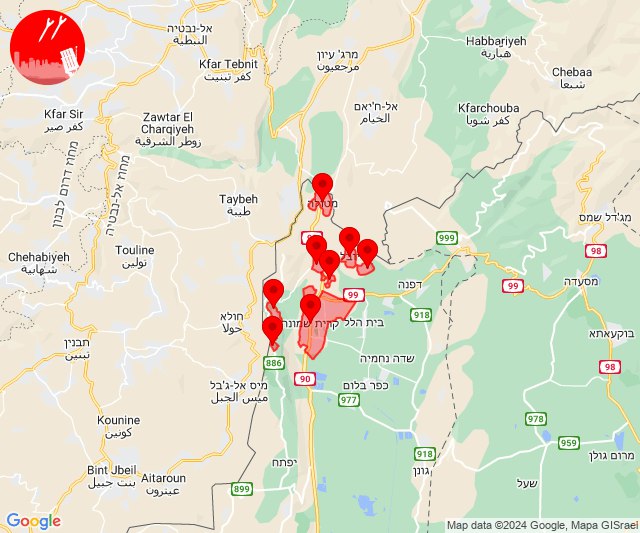 אל-נבטיה
النبطية
Habbariyeh
هبارية
מרג' עיון
مرجعيون
Kfar Tebnit
كفر تبنيت
Chebaa
شبعا
אל-ח'יאם
الخيام
Kfarchouba
كفر شوبا
Kfar Sir
كفر صير
Zawtar El
Charqiyeh
زوطر الشرقية
מחוז אל-נבטיה
מחוז דרום לבנון
Taybeh
طيبة
מטולה
מג'דל שמס
999
98
Touline
تولين
Chehabiyeh
شهابية
99
מסעדה
99
דפנה
918
חולא
حولا
קרית שמונה
בית הלל
בוקעאתא
תבנין
تبنين
שדה נחמיה
886
98
90
מיס אל-ג'בל
ميس الجبل
כפר בלום
977
Kounine
كونين
978
918
959
מרום גולן
יפתח
גונן
Bint Jbeil
بنت جبيل
Aitaroun
عيترون
899
שעל
Google
Map data ©2024 Google, Mapa GISrael